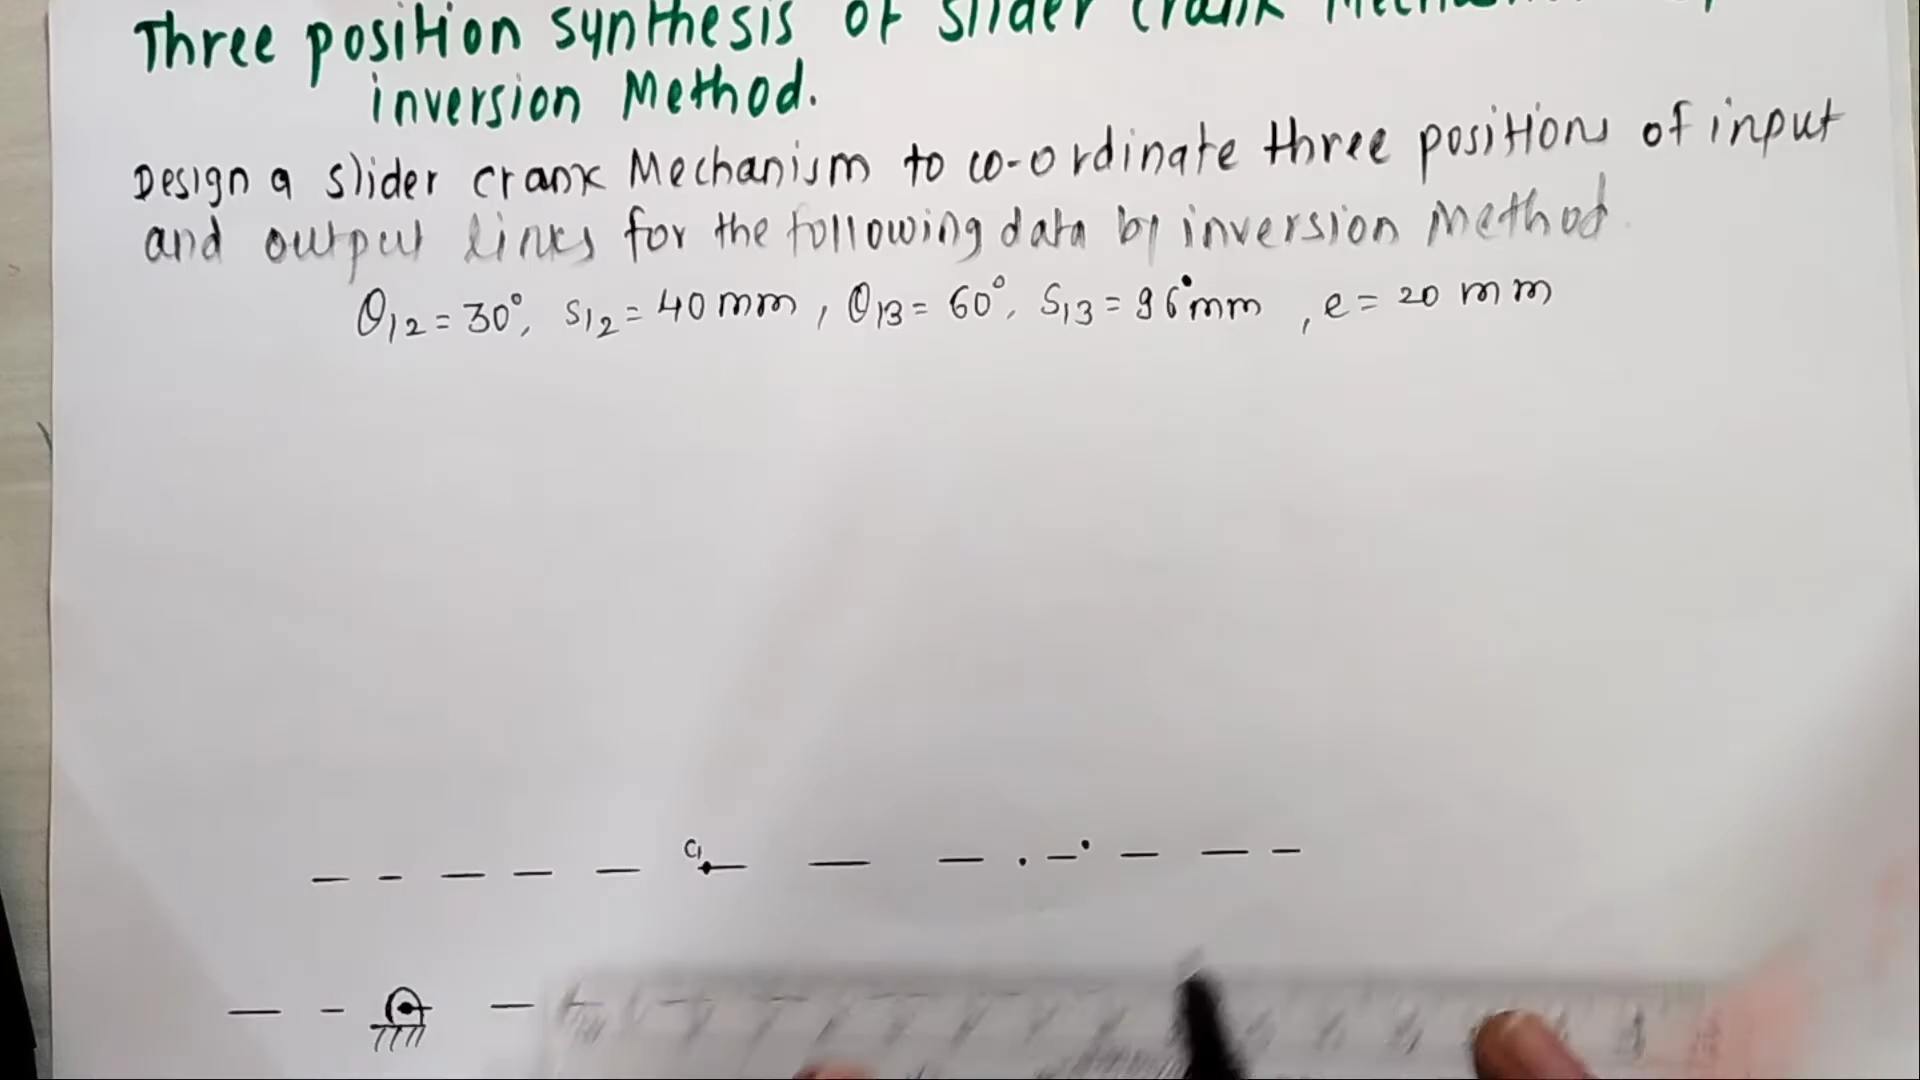 Three position synthesis of slider crank Mechanism
inversion Method.
Design a slider crank Mechanism to co-ordinate three positions of input
and output links for the following data by inversion Method.
θ12 = 30°, S12 = 40 mm, θ13 = 60°, S13 = 96 mm, e = 20 mm
C1